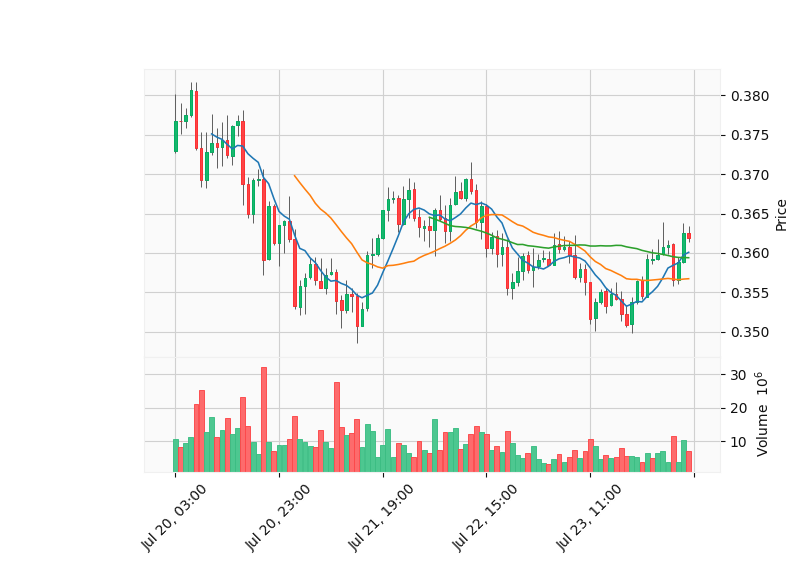 0.380
0.375
0.370
0.365
0.360
0.355
0.350
Price
30
20
10
Volume 10^6
Jul 20, 03:00
Jul 20, 23:00
Jul 21, 19:00
Jul 22, 15:00
Jul 23, 11:00